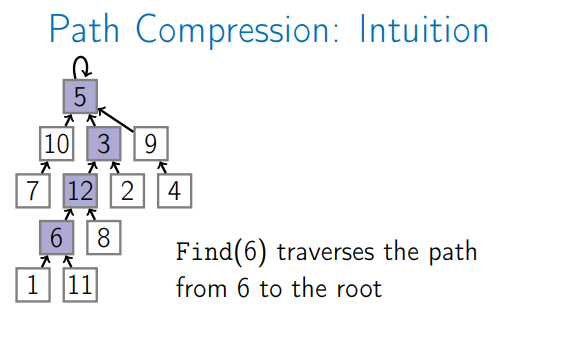 Path Compression: Intuition
5
10 3 9
7 12 2 4
6 8
Find(6) traverses the path
from 6 to the root
1 11